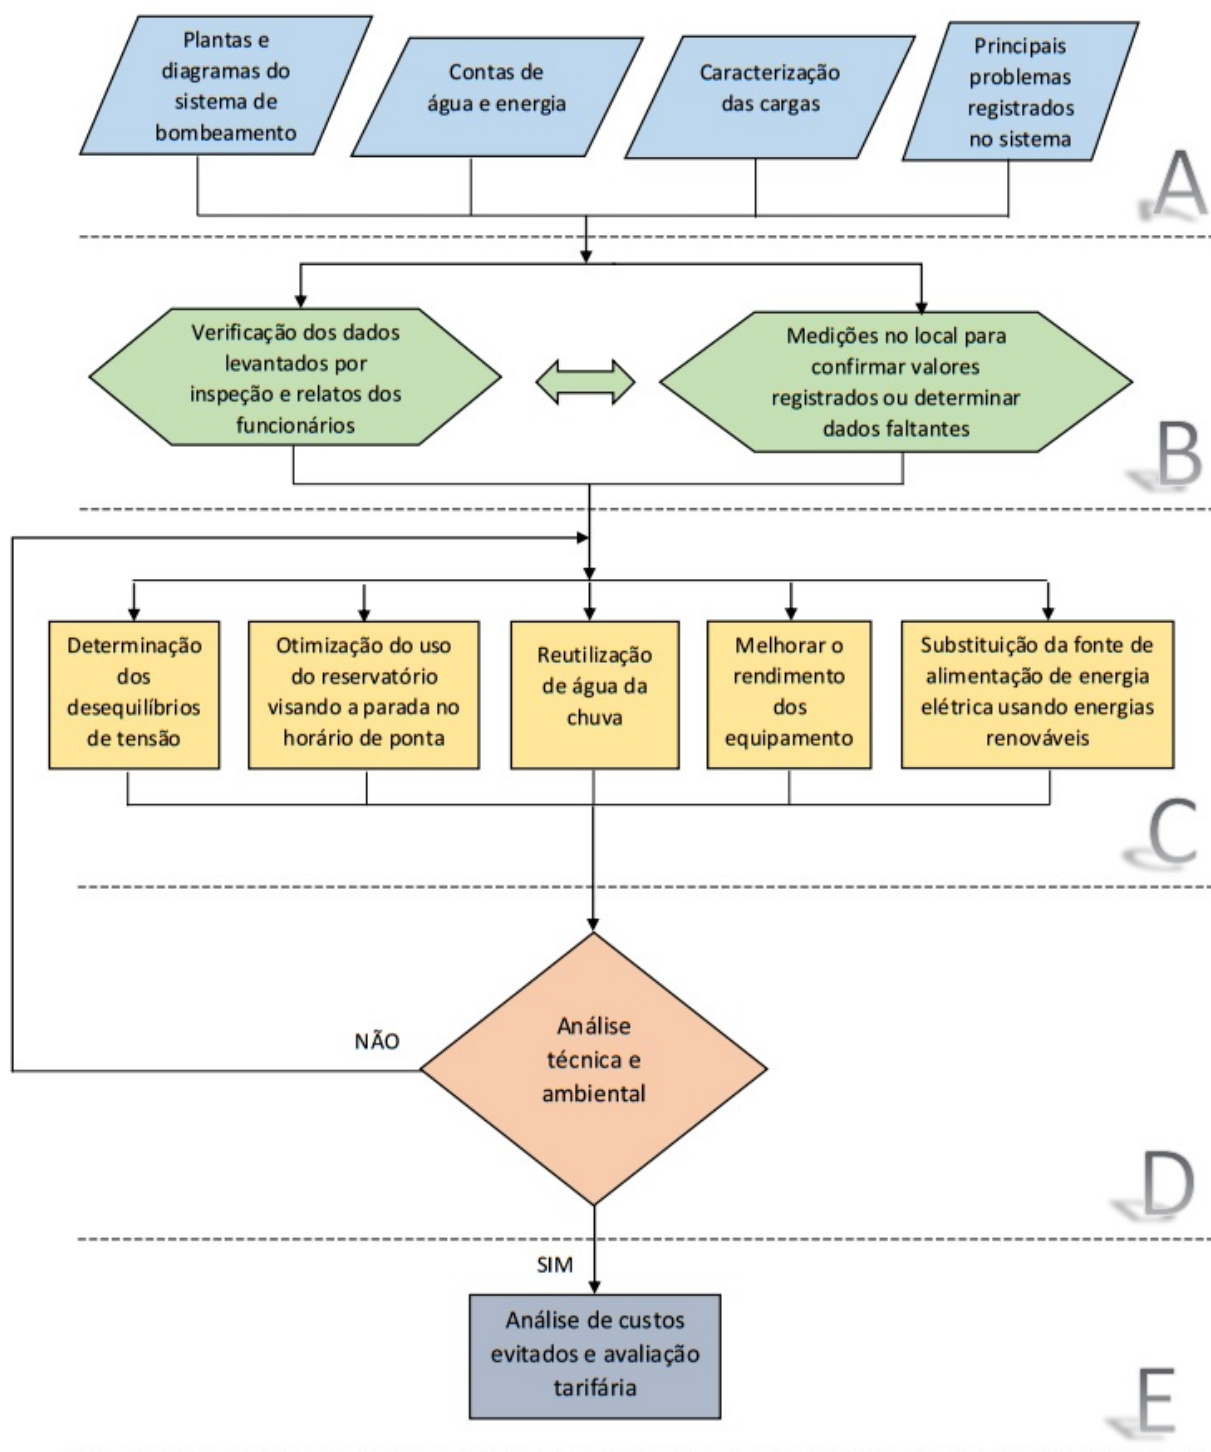 Plantas e
diagramas do
sistema de
bombeamento
Contas de
água e energia
Caracterização
das cargas
Principais
problemas
registrados
no sistema
A
Verificação dos dados
levantados por
inspeção e relatos dos
funcionários
Medições no local para
confirmar valores
registrados ou determinar
dados faltantes
B
Determinação
dos
desequilíbrios
de tensão
Otimização do uso
do reservatório
visando a parada no
horário de ponta
Reutilização
de água da
chuva
Melhorar o
rendimento
dos
equipamento
Substituição da fonte de
alimentação de energia
elétrica usando energias
renováveis
C
NÃO
Análise
técnica e
ambiental
D
SIM
Análise de custos
evitados e avaliação
tarifária
E